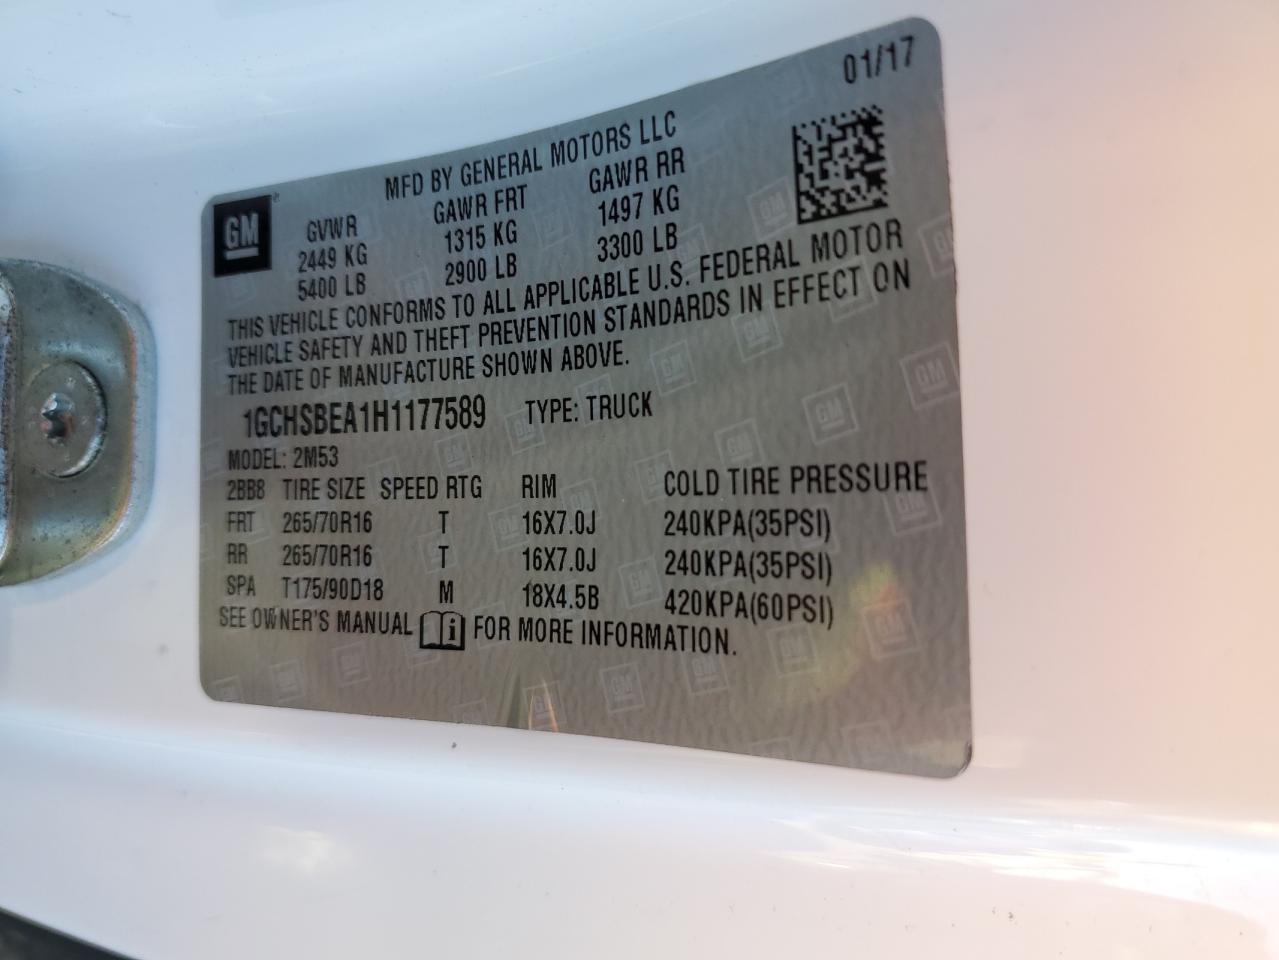 01/17
MFD BY GENERAL MOTORS LLC
GM
GVWR GAWR FRT GAWR RR
2449 KG 1315 KG 1497 KG
5400 LB 2900 LB 3300 LB
THIS VEHICLE CONFORMS TO ALL APPLICABLE U.S. FEDERAL MOTOR
VEHICLE SAFETY AND THEFT PREVENTION STANDARDS IN EFFECT ON
THE DATE OF MANUFACTURE SHOWN ABOVE.
1GCHSBEA1H1177589 TYPE: TRUCK
MODEL: 2M53
2BB8 TIRE SIZE SPEED RTG RIM COLD TIRE PRESSURE
FRT 265/70R16 T 16X7.0J 240KPA(35PSI)
RR 265/70R16 T 16X7.0J 240KPA(35PSI)
SPA T175/90D18 M 18X4.5B 420KPA(60PSI)
SEE OWNER'S MANUAL FOR MORE INFORMATION.